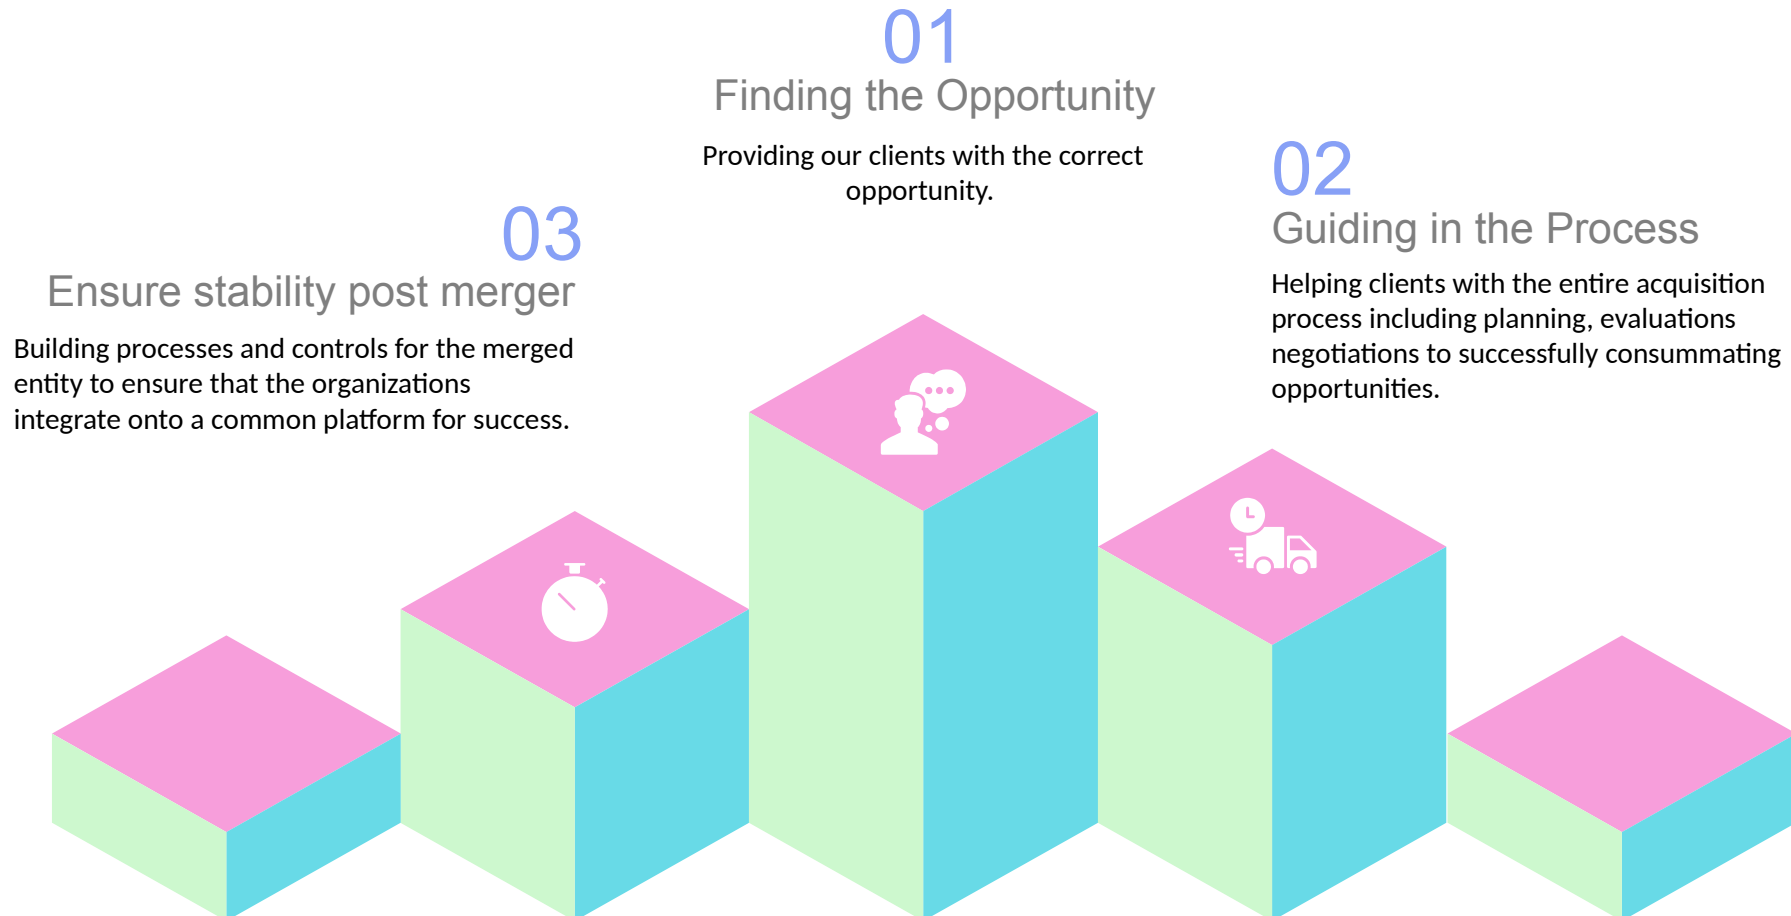 01
Finding the Opportunity
Providing our clients with the correct
opportunity.
02
Guiding in the Process
Helping clients with the entire acquisition
process including planning, evaluations
negotiations to successfully consummating
opportunities.
03
Ensure stability post merger
Building processes and controls for the merged
entity to ensure that the organizations
integrate onto a common platform for success.